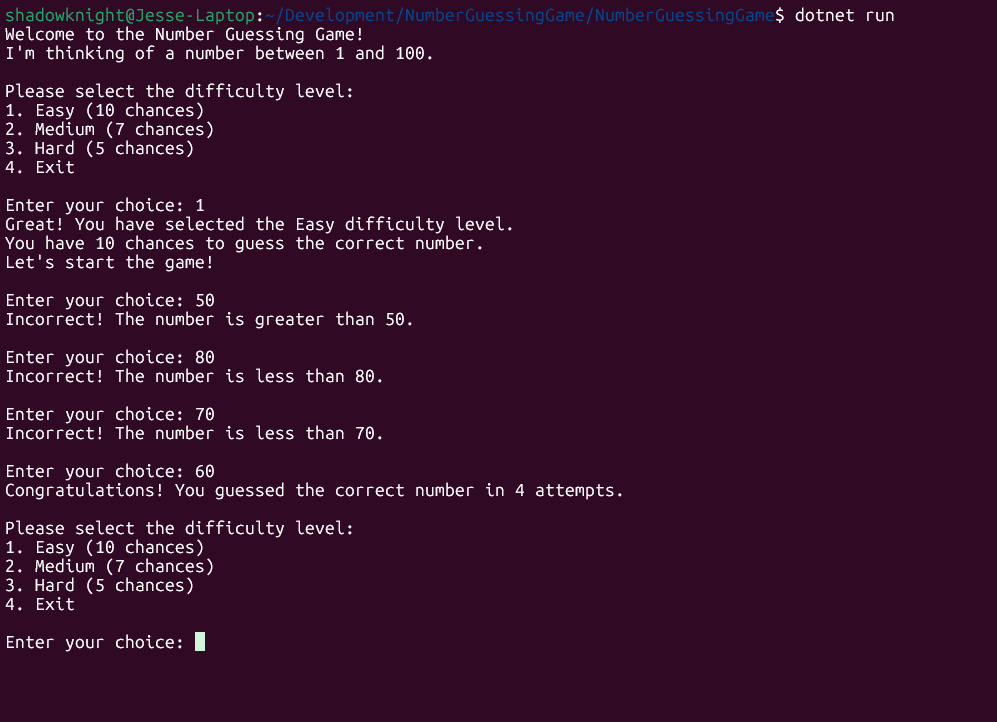 shadowknight@Jesse-Laptop:~/Development/NumberGuessingGame/NumberGuessingGame$ dotnet run
Welcome to the Number Guessing Game!
I'm thinking of a number between 1 and 100.
Please select the difficulty level:
1. Easy (10 chances)
2. Medium (7 chances)
3. Hard (5 chances)
4. Exit
Enter your choice: 1
Great! You have selected the Easy difficulty level.
You have 10 chances to guess the correct number.
Let's start the game!
Enter your choice: 50
Incorrect! The number is greater than 50.
Enter your choice: 80
Incorrect! The number is less than 80.
Enter your choice: 70
Incorrect! The number is less than 70.
Enter your choice: 60
Congratulations! You guessed the correct number in 4 attempts.
Please select the difficulty level:
1. Easy (10 chances)
2. Medium (7 chances)
3. Hard (5 chances)
4. Exit
Enter your choice: